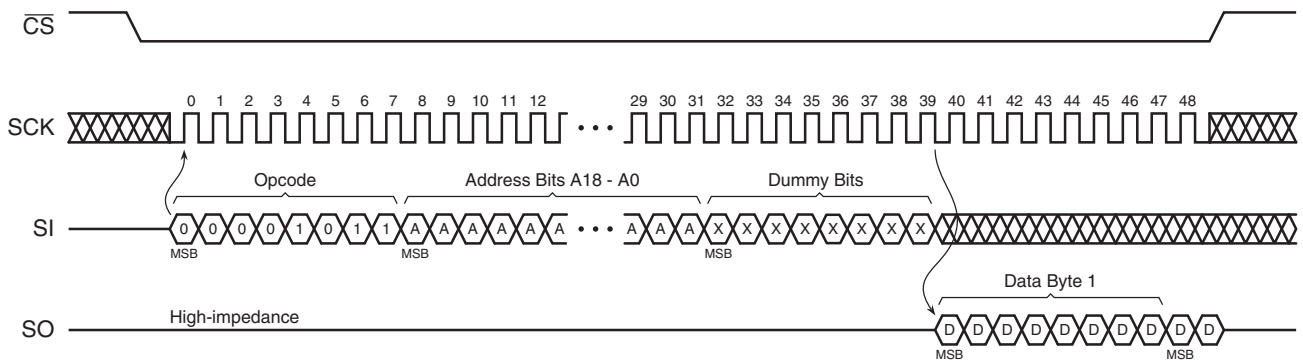 CS
0 1 2 3 4 5 6 7 8 9 10 11 12 29 30 31 32 33 34 35 36 37 38 39 40 41 42 43 44 45 46 47 48
SCK
Opcode Address Bits A18 - A0 Dummy Bits
SI 0 0 0 0 1 0 1 1 A A A A A A A A A X X X X X X X X
MSB MSB MSB
Data Byte 1
SO High-impedance D D D D D D D D D D
MSB MSB